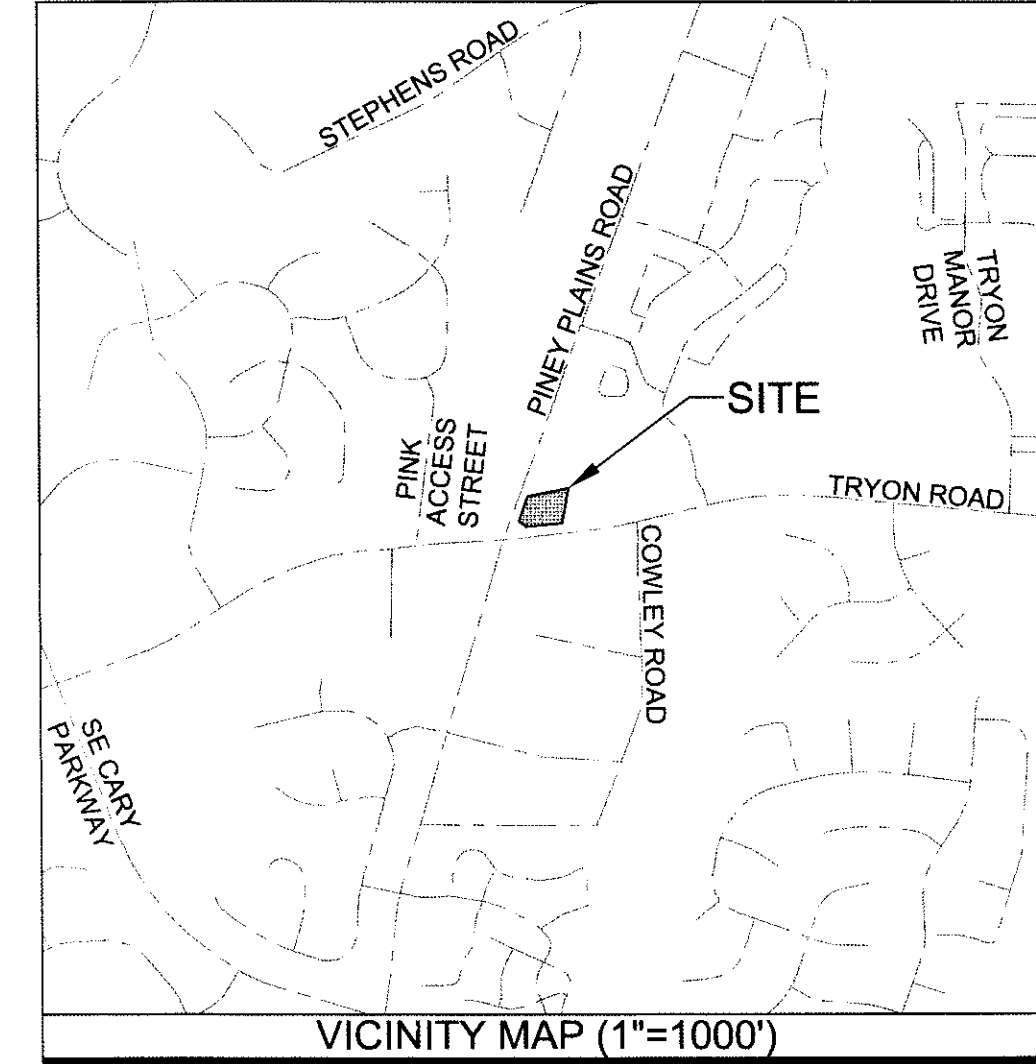 STEPHENS ROAD
PINEY PLAINS ROAD
TRYON
MANOR
DRIVE
SITE
PINK
ACCESS
STREET
TRYON ROAD
COWLEY ROAD
SE CARY
PARKWAY
VICINITY MAP (1"=1000')